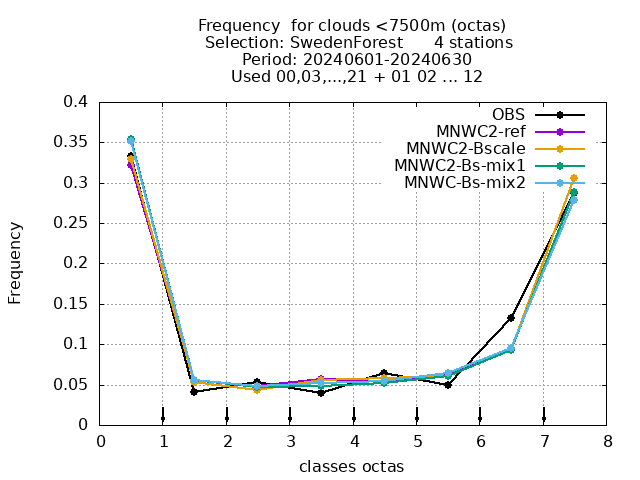 Frequency  for clouds <7500m (octas)
Selection: SwedenForest      4 stations
Period: 20240601-20240630
Used 00,03,...,21 + 01 02 ... 12
OBS
MNWC2-ref
MNWC2-Bscale
MNWC2-Bs-mix1
MNWC-Bs-mix2
0.4
0.35
0.3
0.25
0.2
0.15
0.1
0.05
0
Frequency
0 1 2 3 4 5 6 7 8
classes octas